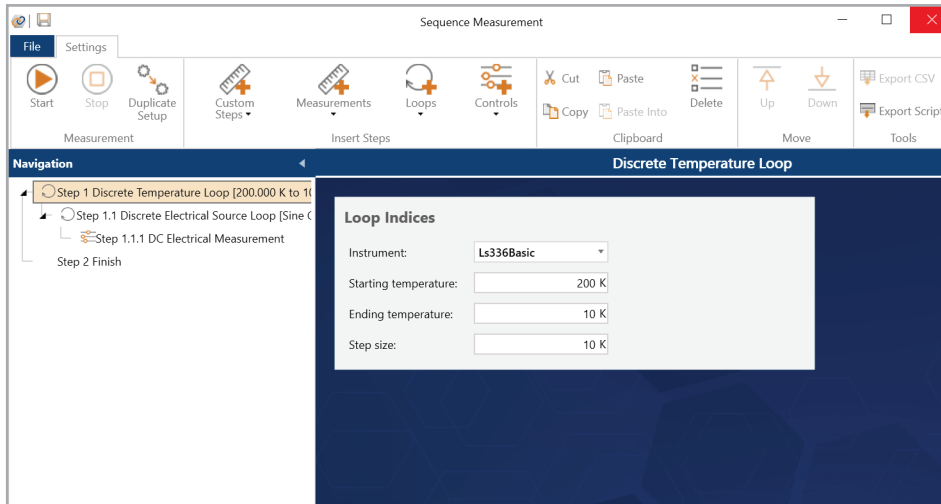 Sequence Measurement
File Settings
Start Stop Duplicate Setup Custom Steps Measurements Loops Controls Cut Paste Copy Paste Into Delete Up Down Export CSV Export Script
Measurement Insert Steps Clipboard Move Tools
Navigation Discrete Temperature Loop
Step 1 Discrete Temperature Loop [200.000 K to 10
Step 1.1 Discrete Electrical Source Loop [Sine
Step 1.1.1 DC Electrical Measurement
Step 2 Finish
Loop Indices
Instrument: Ls336Basic
Starting temperature: 200 K
Ending temperature: 10 K
Step size: 10 K